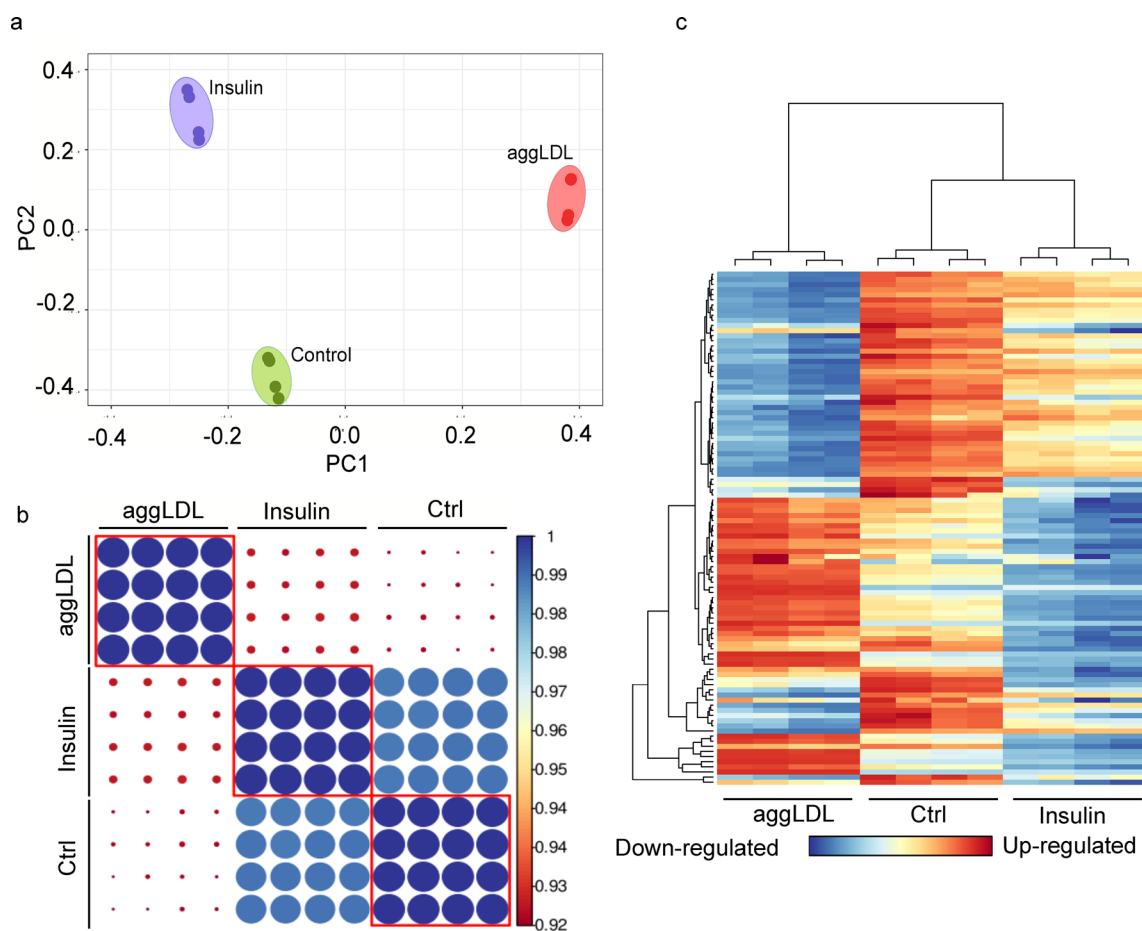 a
0.4
0.2
0.0
-0.2
-0.4
PC2
Insulin
aggLDL
Control
-0.4
-0.2
0.0
0.2
0.4
PC1
b
aggLDL
Insulin
Ctrl
aggLDL
Insulin
Ctrl
1
0.99
0.98
0.98
0.97
0.96
0.95
0.94
0.94
0.93
0.92
c
aggLDL
Ctrl
Insulin
Down-regulated
Up-regulated